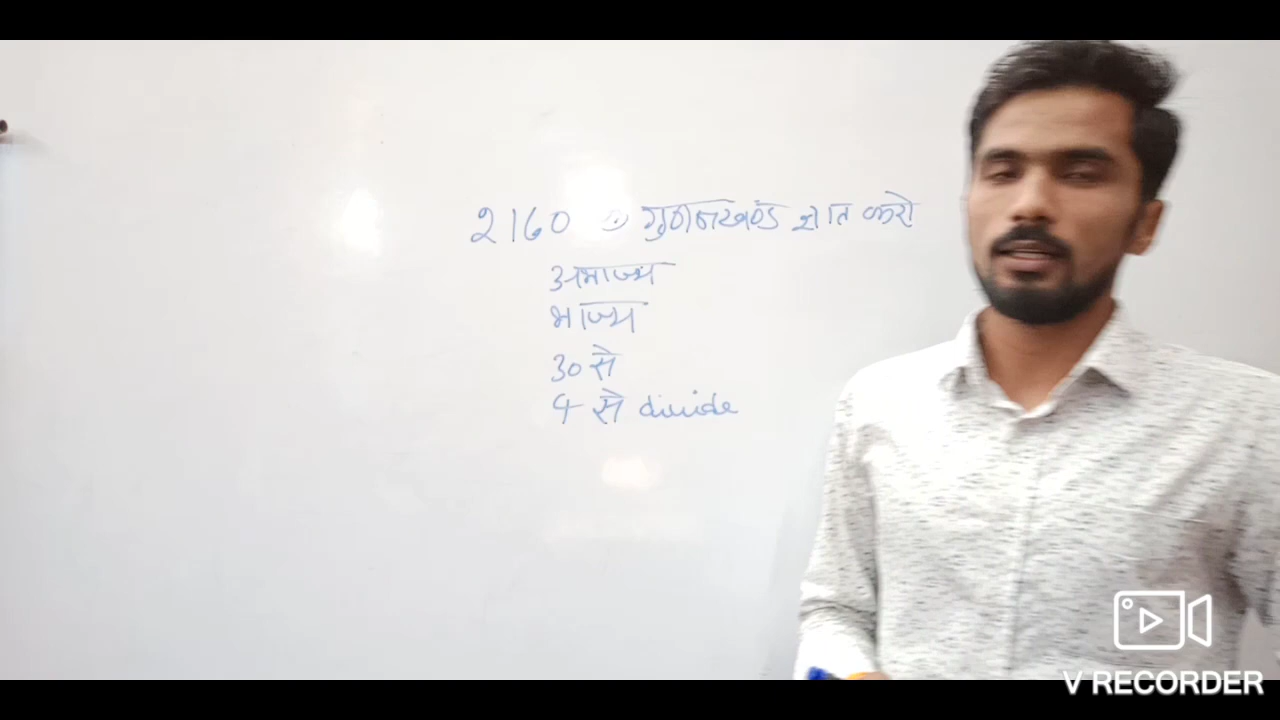 2160 के गुणनखण्ड ज्ञात करो
अभाज्य
भाज्य
30 से
4 से divide
V RECORDER